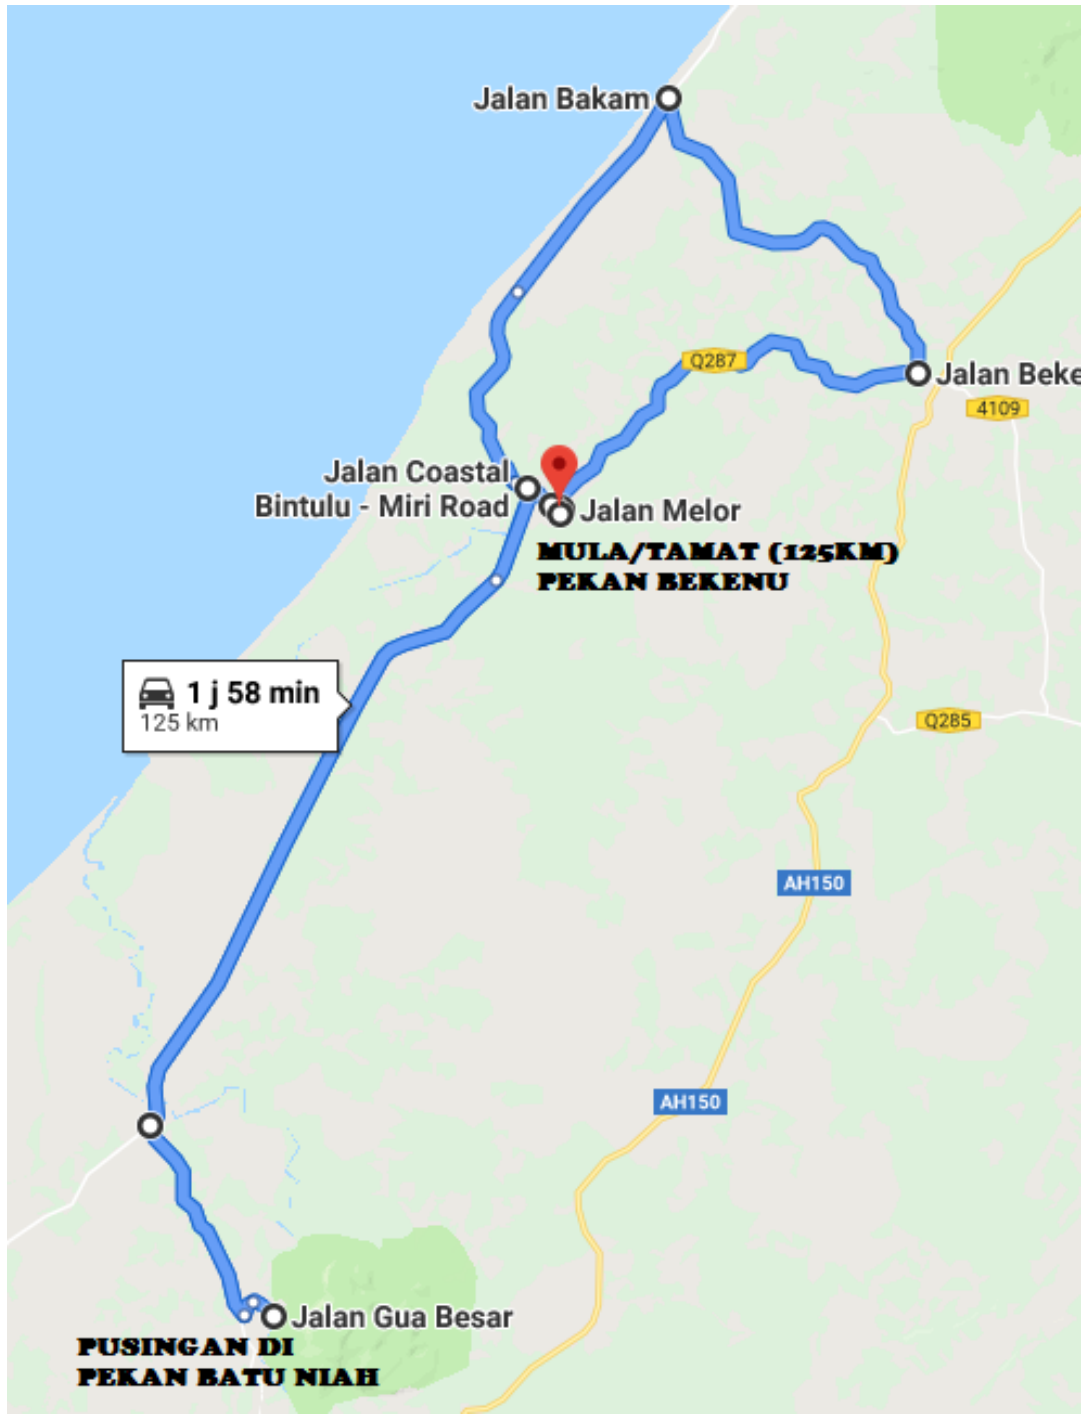 Jalan Bakam
Q287
Jalan Beke
4109
Jalan Coastal
Bintulu - Miri Road
Jalan Melor
MULA/TAMAT (125KM)
PEKAN BEKENU
1 j 58 min
125 km
Q285
AH150
AH150
Jalan Gua Besar
PUSINGAN DI
PEKAN BATU NIAH